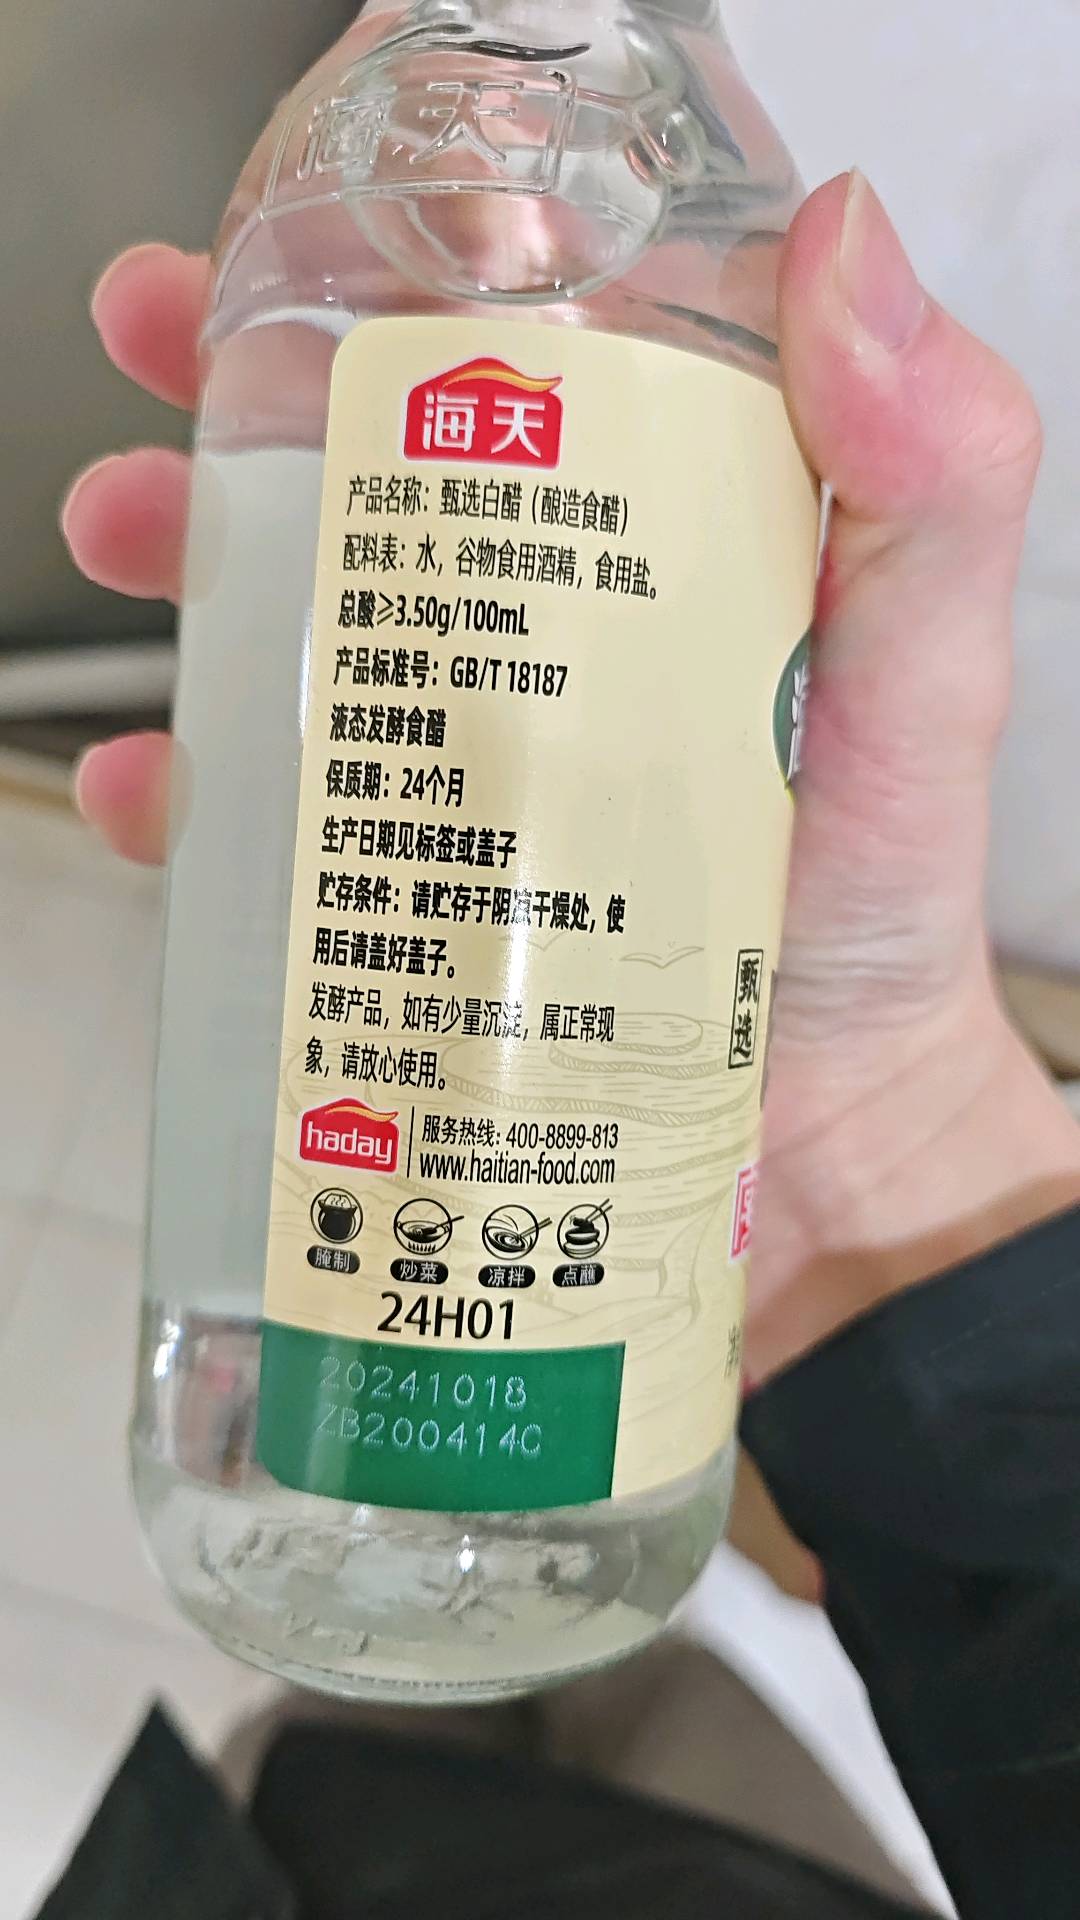 海天
海天
产品名称：甄选白醋（酿造食醋）
配料表：水，谷物食用酒精，食用盐。
总酸≥3.50g/100mL
产品标准号：GB/T 18187
液态发酵食醋
保质期：24个月
生产日期见标签或盖子
贮存条件：请贮存于阴凉干燥处，使
用后请盖好盖子。
发酵产品，如有少量沉淀，属正常现
象，请放心使用。
haday
服务热线：400-8899-813
www.haitian-food.com
腌制 炒菜 凉拌 点蘸
24H01
20241018
ZB2004140
甄选